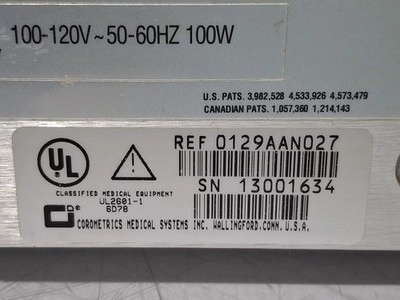 100-120V~50-60HZ 100W
U.S. PATS. 3,982,528 4,533,926 4,573,479
CANADIAN PATS. 1,057,360 1,214,143
UL
REF 0129AAN027
SN 13001634
CLASSIFIED MEDICAL EQUIPMENT
UL2601-1
6D78
COROMETRICS MEDICAL SYSTEMS INC. WALLINGFORD.CONN. U.S.A.